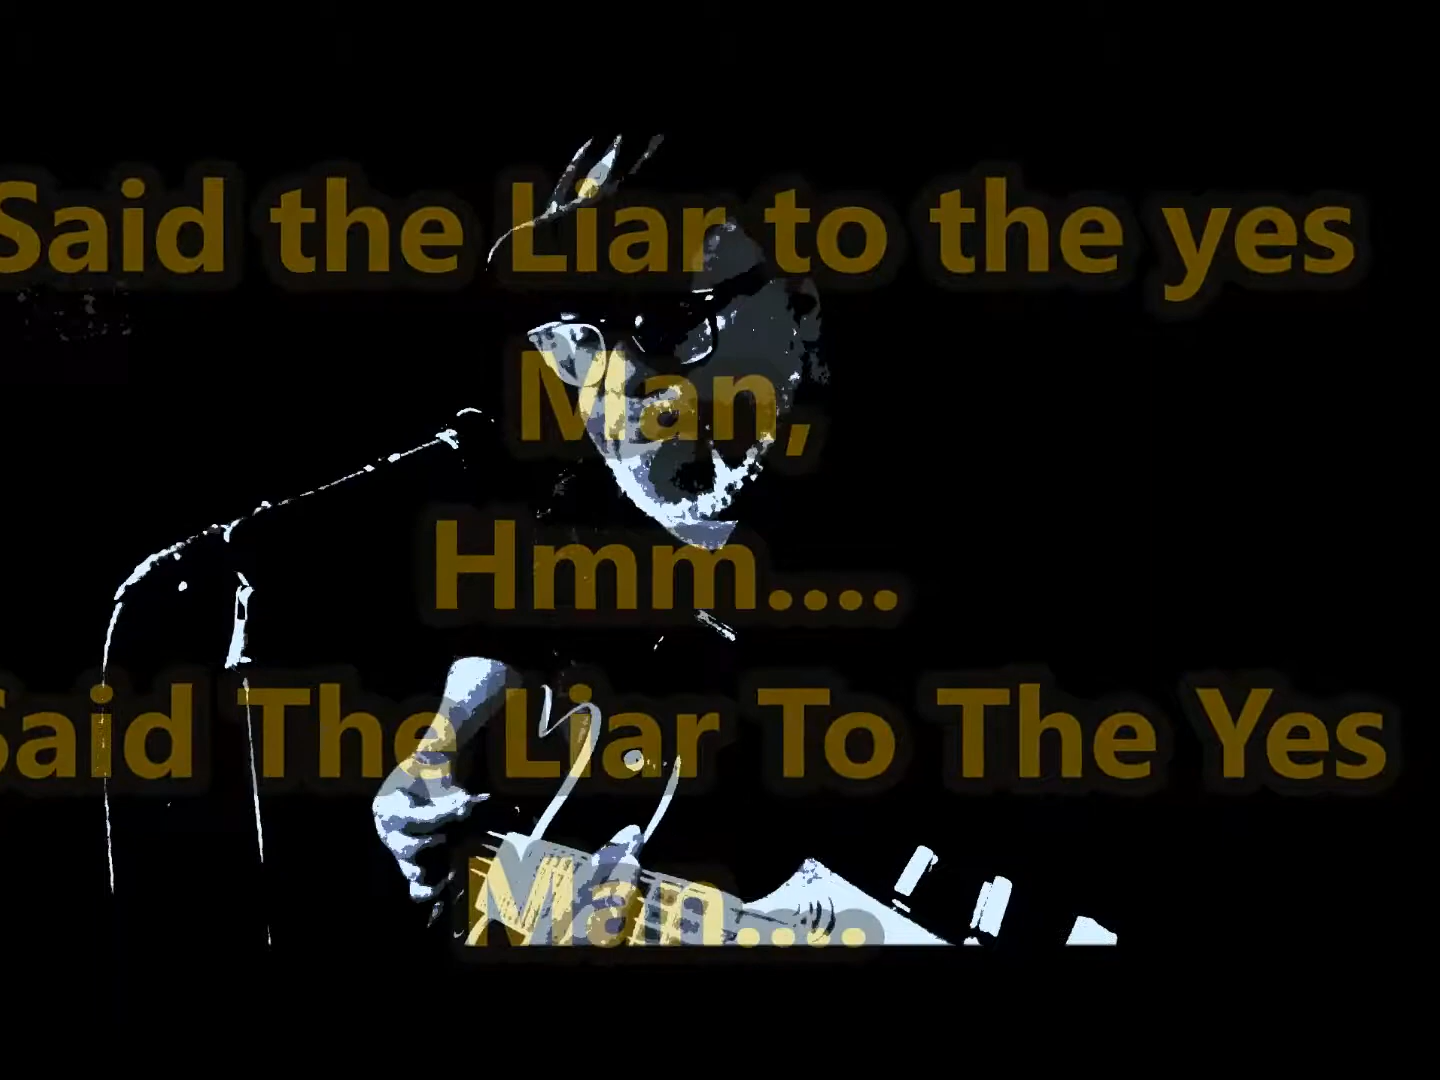 Said the Liar to the yes
Man,
Hmm....
Said The Liar To The Yes
Man....